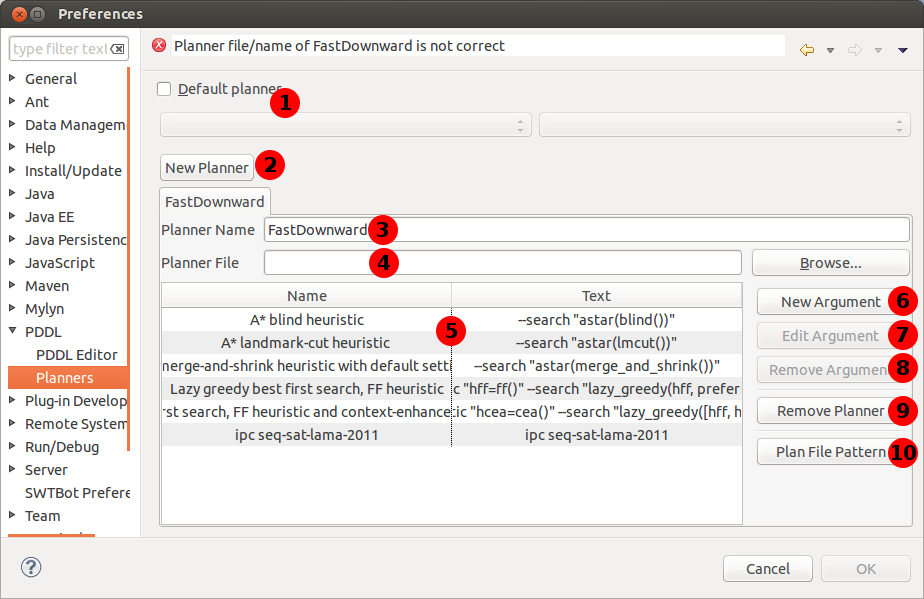 Preferences
type filter text
Planner file/name of FastDownward is not correct
General
Ant
Data Managem
Help
Install/Update
Java
Java EE
Java Persistenc
JavaScript
Maven
Mylyn
PDDL
PDDL Editor
Planners
Plug-in Develop
Remote System
Run/Debug
Server
SWTBot Prefere
Team
Default planner
1
New Planner 2
FastDownward
Planner Name FastDownward 3
Planner File 4 Browse...
Name Text
A* blind heuristic --search "astar(blind())"
5
A* landmark-cut heuristic --search "astar(lmcut())"
merge-and-shrink heuristic with default setti --search "astar(merge_and_shrink())"
Lazy greedy best first search, FF heuristic c "hff=ff()" --search "lazy_greedy(hff, prefer
rst search, FF heuristic and context-enhance tic "hcea=cea()" --search "lazy_greedy([hff, h
ipc seq-sat-lama-2011 ipc seq-sat-lama-2011
New Argument 6
Edit Argument 7
Remove Argumen 8
Remove Planner 9
Plan File Pattern 10
?
Cancel
OK